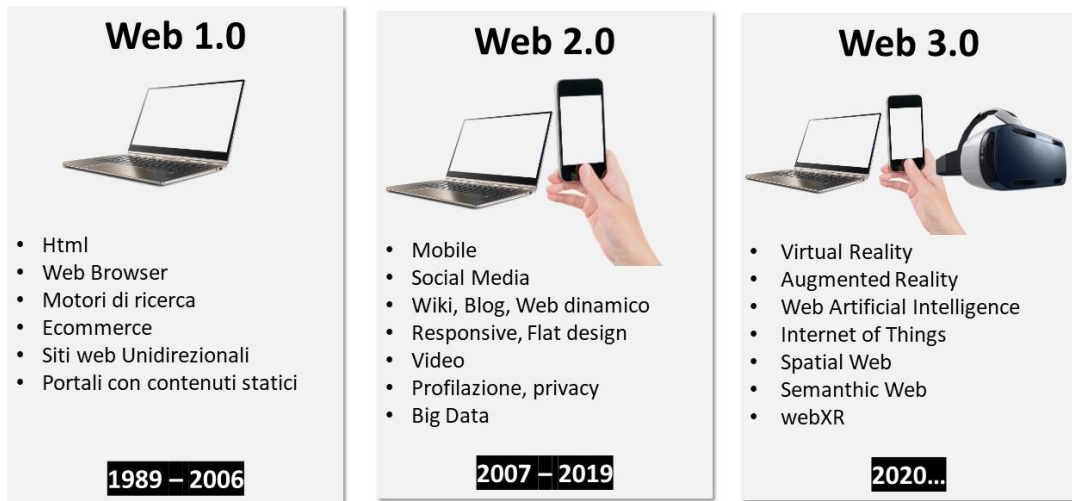 Web 1.0
• Html
• Web Browser
• Motori di ricerca
• Ecommerce
• Siti web Unidirezionali
• Portali con contenuti statici
1989 – 2006
Web 2.0
• Mobile
• Social Media
• Wiki, Blog, Web dinamico
• Responsive, Flat design
• Video
• Profilazione, privacy
• Big Data
2007 – 2019
Web 3.0
• Virtual Reality
• Augmented Reality
• Web Artificial Intelligence
• Internet of Things
• Spatial Web
• Semanthic Web
• webXR
2020...